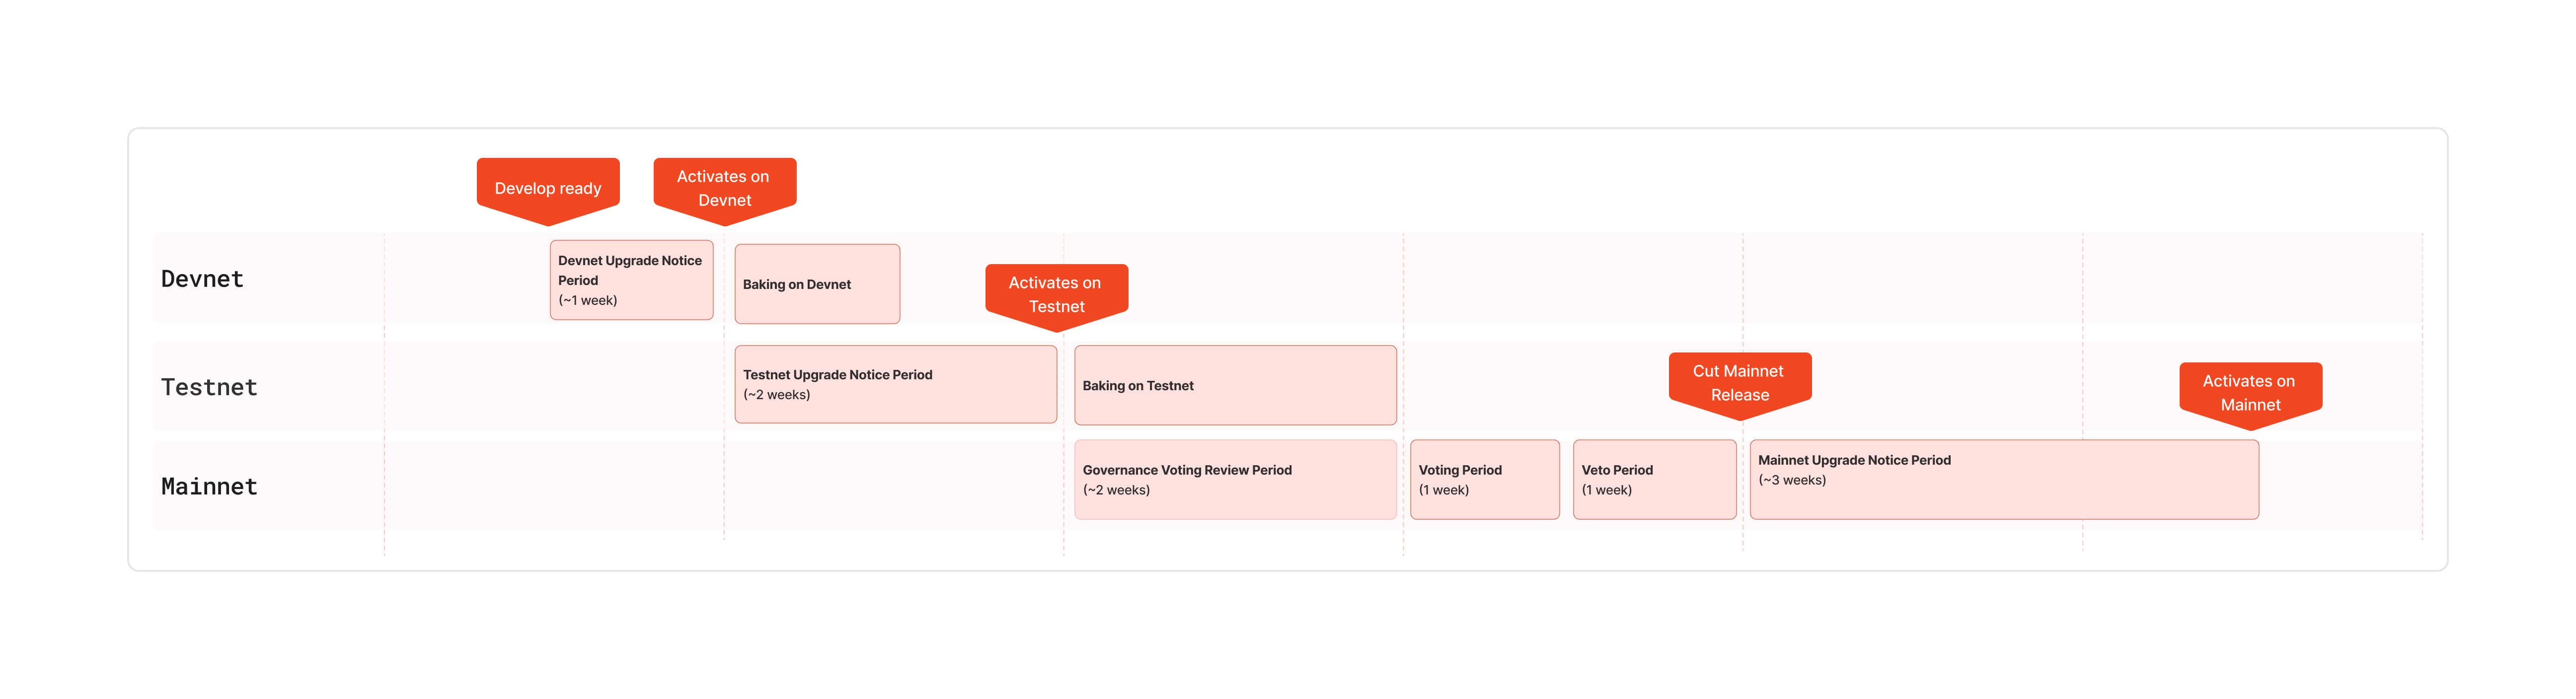 Develop ready
Activates on
Devnet
Devnet
Devnet Upgrade Notice
Period
(~1 week)
Baking on Devnet
Activates on
Testnet
Testnet
Testnet Upgrade Notice Period
(~2 weeks)
Baking on Testnet
Cut Mainnet
Release
Activates on
Mainnet
Mainnet
Governance Voting Review Period
(~2 weeks)
Voting Period
(1 week)
Veto Period
(1 week)
Mainnet Upgrade Notice Period
(~3 weeks)